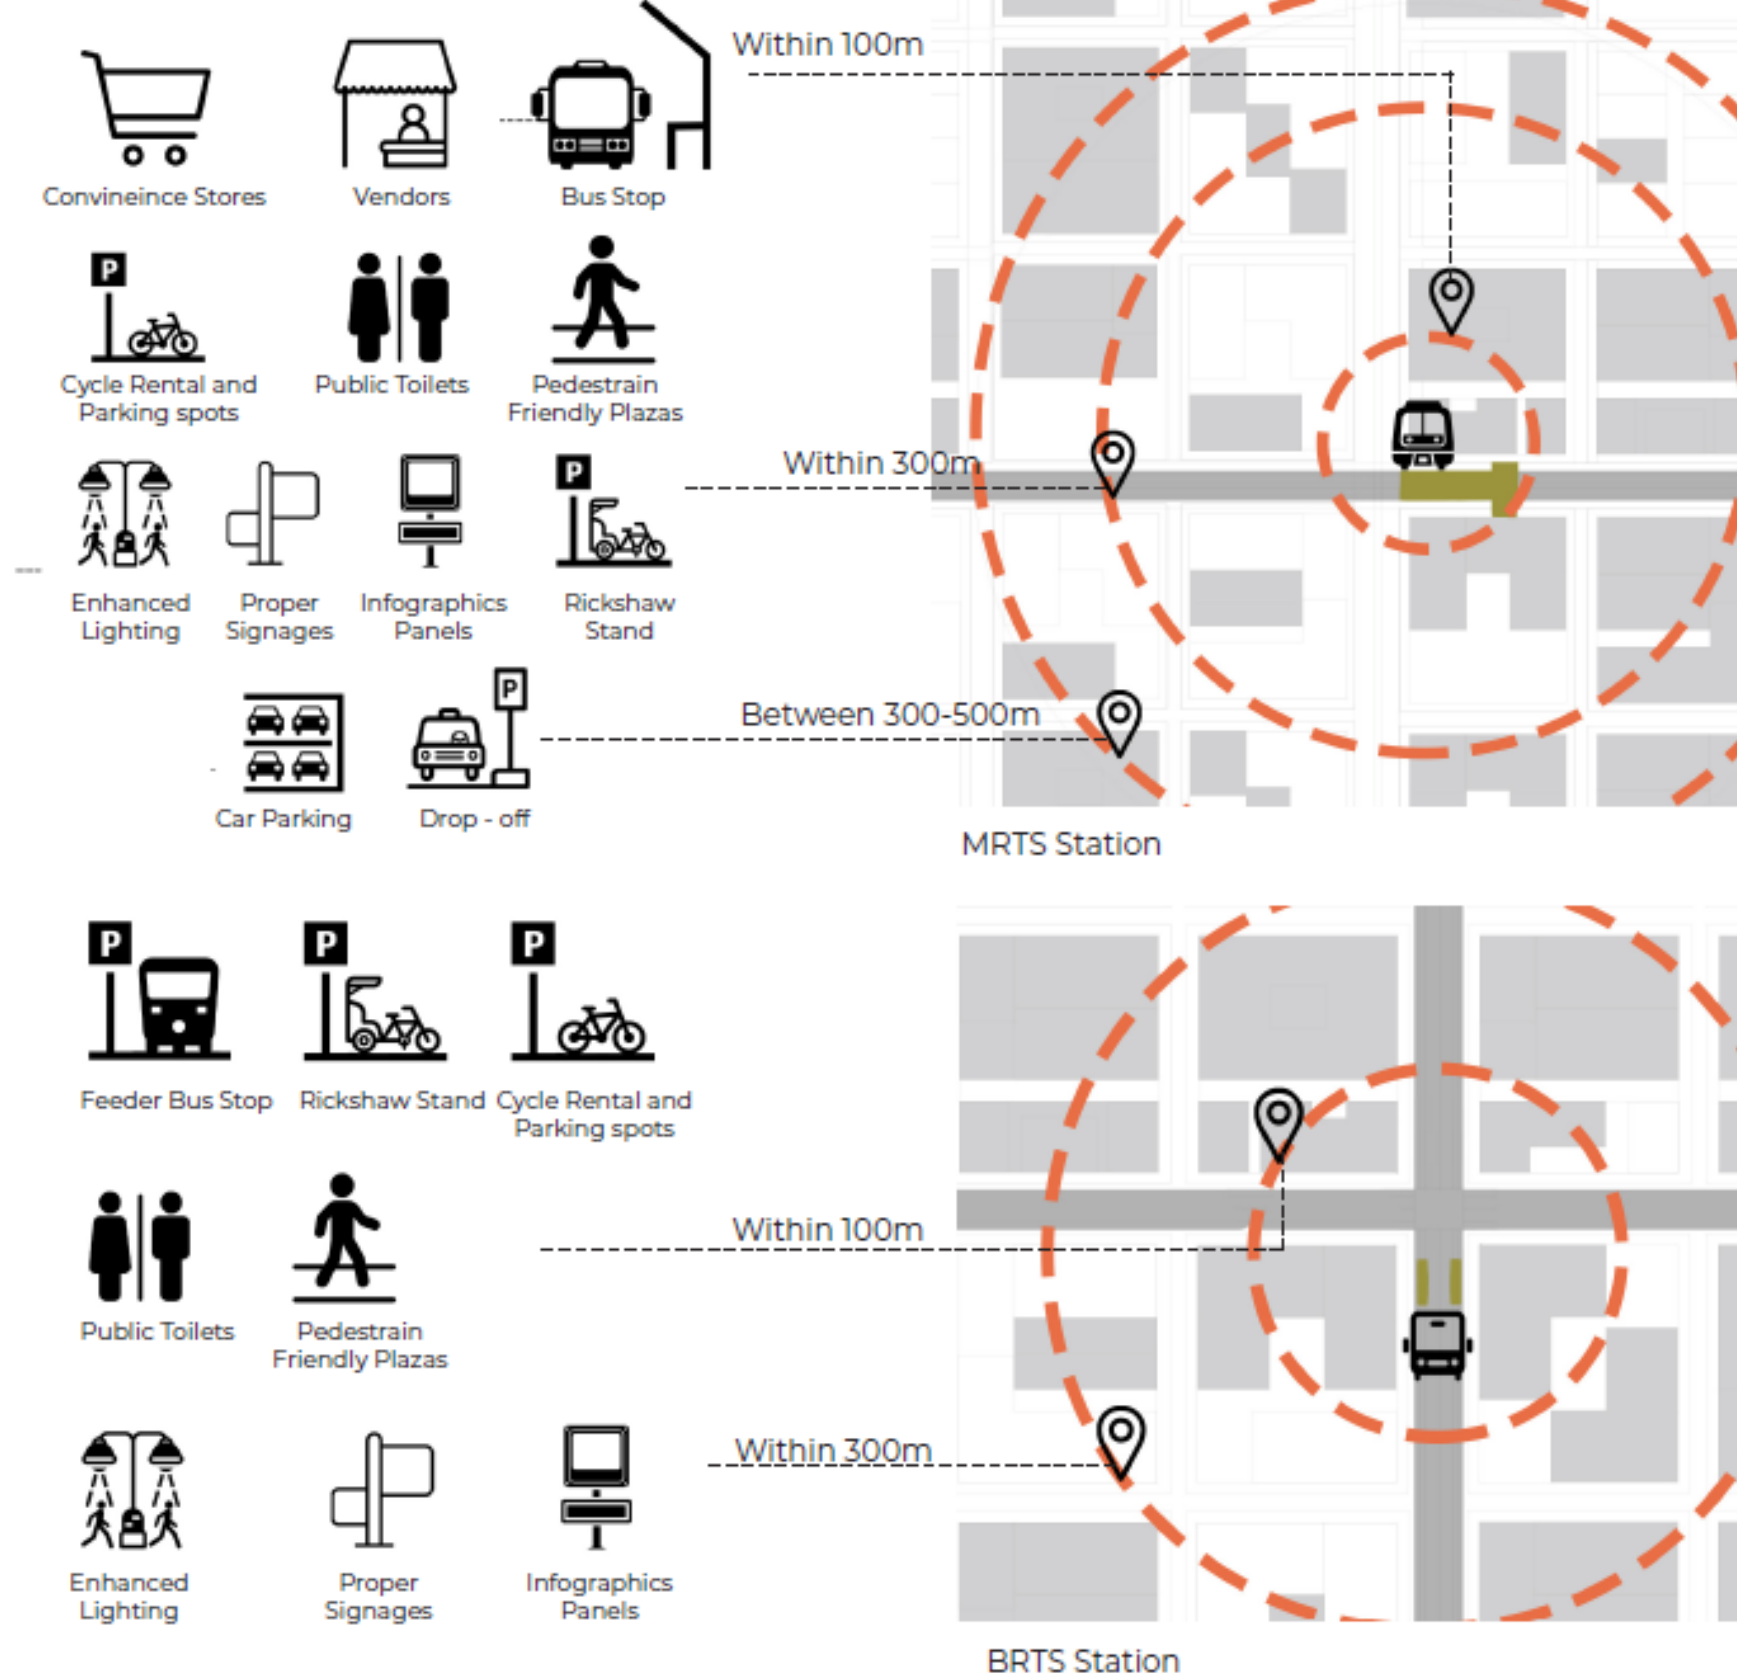 Within 100m
Convineince Stores
Vendors
Bus Stop
P
Cycle Rental and
Parking spots
Public Toilets
Pedestrain
Friendly Plazas
Within 300m
P
Enhanced
Lighting
Proper
Signages
Infographics
Panels
Rickshaw
Stand
P
Between 300-500m
Car Parking
Drop - off
MRTS Station
P
P
P
Feeder Bus Stop
Rickshaw Stand
Cycle Rental and
Parking spots
Within 100m
Public Toilets
Pedestrain
Friendly Plazas
Within 300m
Enhanced
Lighting
Proper
Signages
Infographics
Panels
BRTS Station